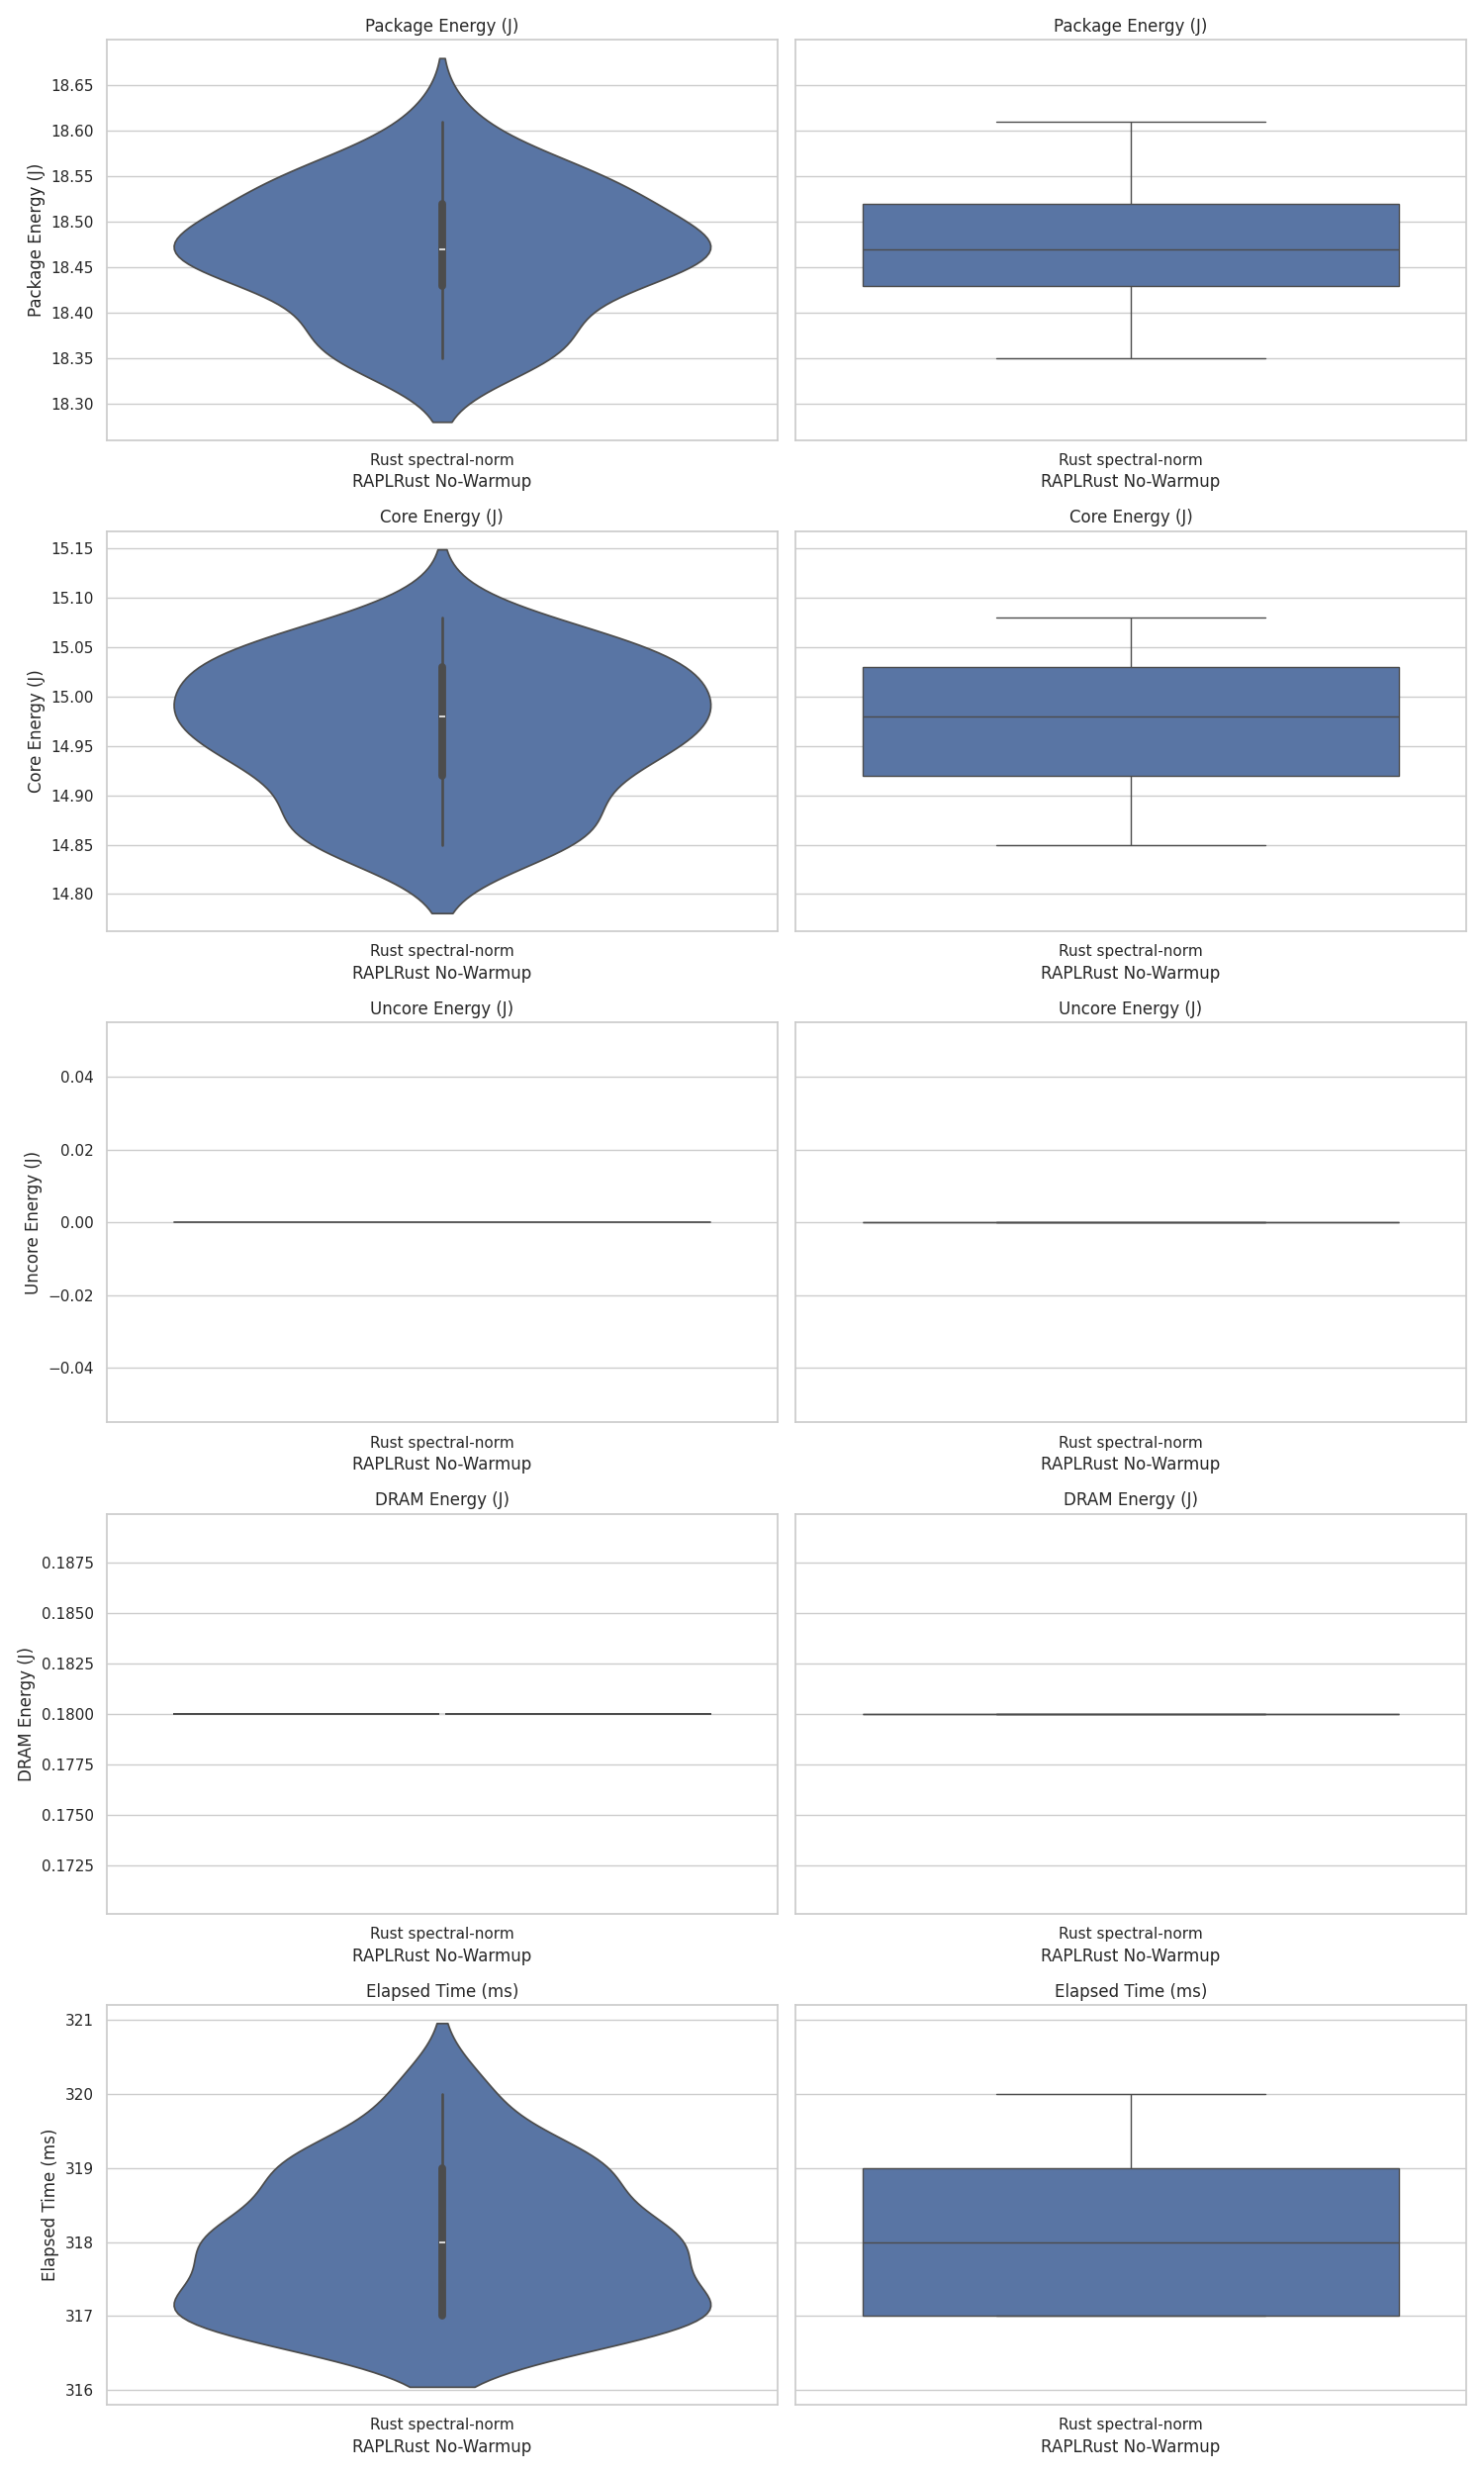 Package Energy (J)
Package Energy (J)
Package Energy (J)
18.65
18.60
18.55
18.50
18.45
18.40
18.35
18.30
Rust spectral-norm
RAPLRust No-Warmup
Rust spectral-norm
RAPLRust No-Warmup
Core Energy (J)
Core Energy (J)
Core Energy (J)
15.15
15.10
15.05
15.00
14.95
14.90
14.85
14.80
Rust spectral-norm
RAPLRust No-Warmup
Rust spectral-norm
RAPLRust No-Warmup
Uncore Energy (J)
Uncore Energy (J)
Uncore Energy (J)
0.04
0.02
0.00
−0.02
−0.04
Rust spectral-norm
RAPLRust No-Warmup
Rust spectral-norm
RAPLRust No-Warmup
DRAM Energy (J)
DRAM Energy (J)
DRAM Energy (J)
0.1875
0.1850
0.1825
0.1800
0.1775
0.1750
0.1725
Rust spectral-norm
RAPLRust No-Warmup
Rust spectral-norm
RAPLRust No-Warmup
Elapsed Time (ms)
Elapsed Time (ms)
Elapsed Time (ms)
321
320
319
318
317
316
Rust spectral-norm
RAPLRust No-Warmup
Rust spectral-norm
RAPLRust No-Warmup